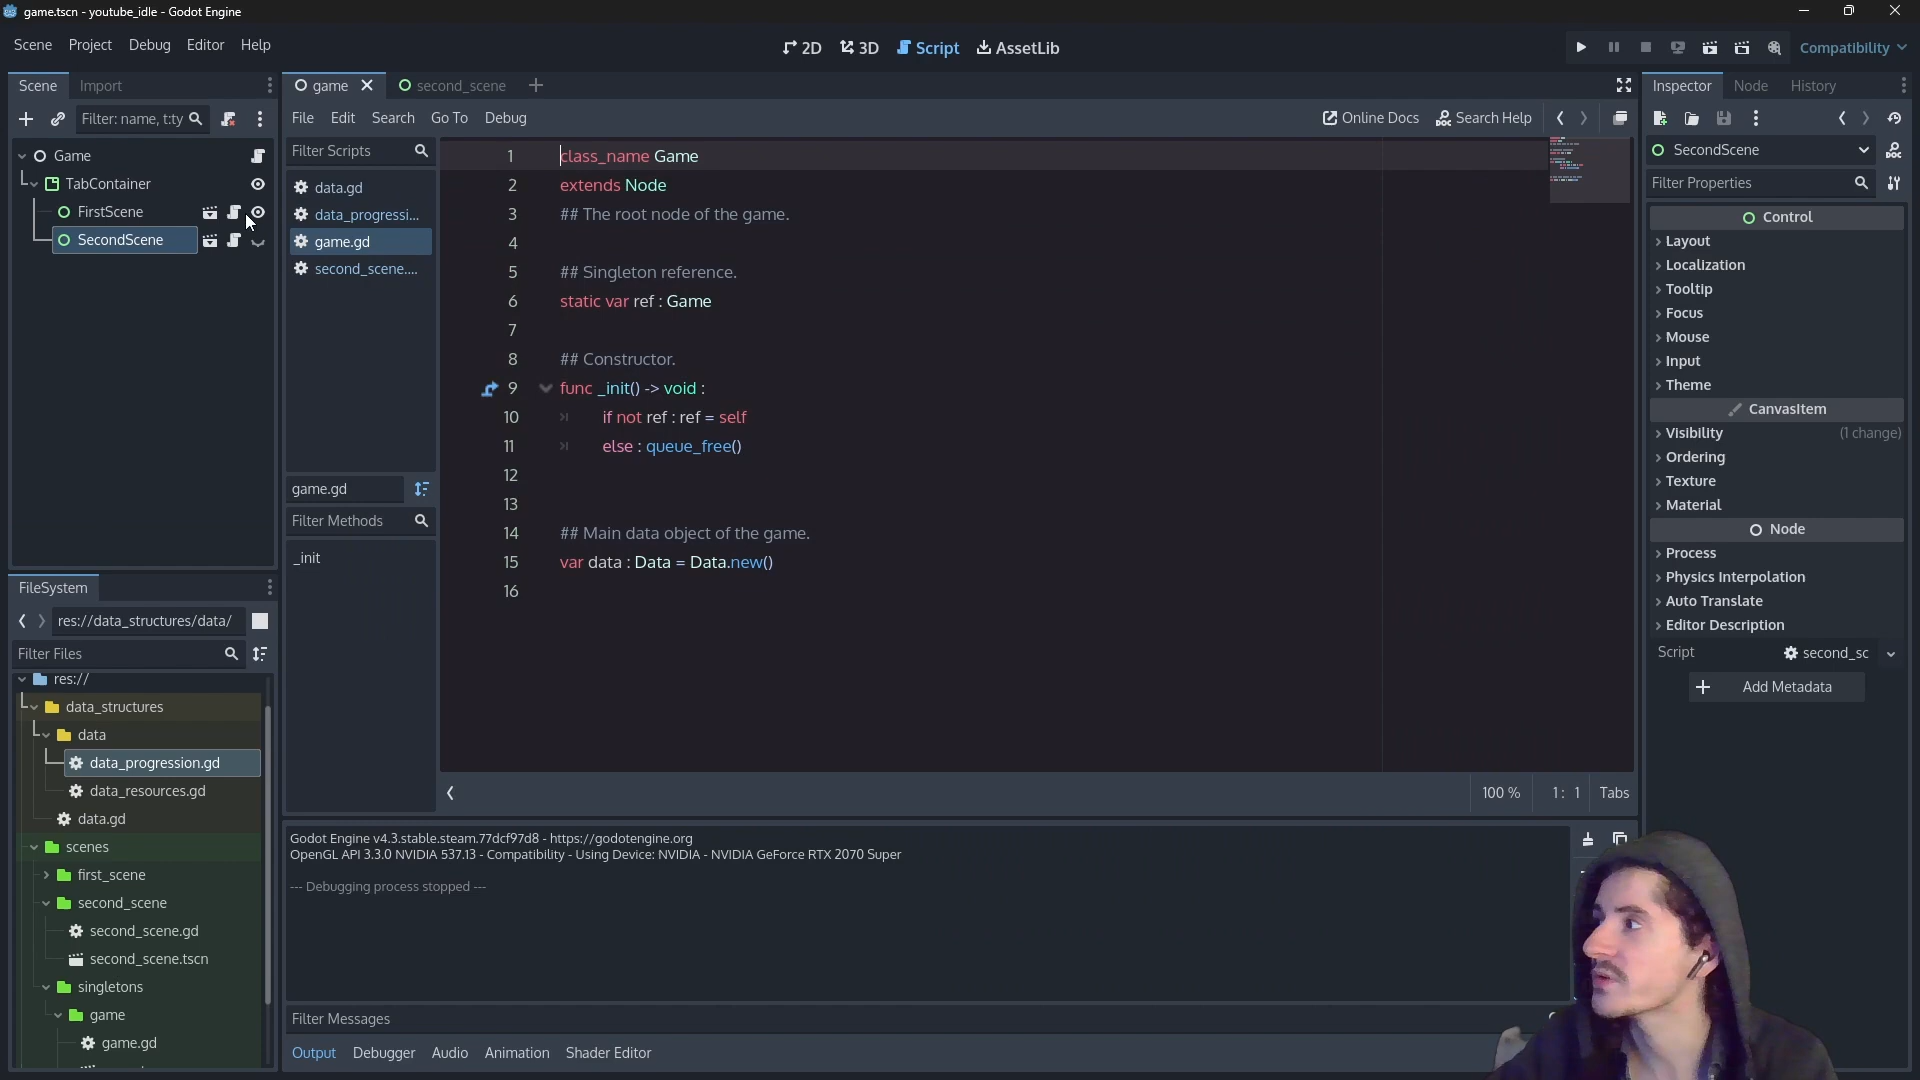 game.tscn - youtube_idle - Godot Engine
Scene Project Debug Editor Help
2D 3D Script AssetLib
Compatibility
Scene Import
Filter: name, t:ty
Game
TabContainer
FirstScene
SecondScene
FileSystem
res://data_structures/data/
Filter Files
res://
data_structures
data
data_progression.gd
data_resources.gd
data.gd
scenes
first_scene
second_scene
second_scene.gd
second_scene.tscn
singletons
game
game.gd
game second_scene
File Edit Search Go To Debug
Online Docs Search Help
Filter Scripts
data.gd
data_progressi...
game.gd
second_scene....
game.gd
Filter Methods
_init
1 class_name Game
2 extends Node
3 ## The root node of the game.
4
5 ## Singleton reference.
6 static var ref : Game
7
8 ## Constructor.
9 func _init() -> void :
10 if not ref : ref = self
11 else : queue_free()
12
13
14 ## Main data object of the game.
15 var data : Data = Data.new()
16
100 % 1 : 1 Tabs
Godot Engine v4.3.stable.steam.77dcf97d8 - https://godotengine.org
OpenGL API 3.3.0 NVIDIA 537.13 - Compatibility - Using Device: NVIDIA - NVIDIA GeForce RTX 2070 Super
--- Debugging process stopped ---
Filter Messages
Output Debugger Audio Animation Shader Editor
Inspector Node History
SecondScene
Filter Properties
Control
Layout
Localization
Tooltip
Focus
Mouse
Input
Theme
CanvasItem
Visibility (1 change)
Ordering
Texture
Material
Node
Process
Physics Interpolation
Auto Translate
Editor Description
Script second_sc
Add Metadata